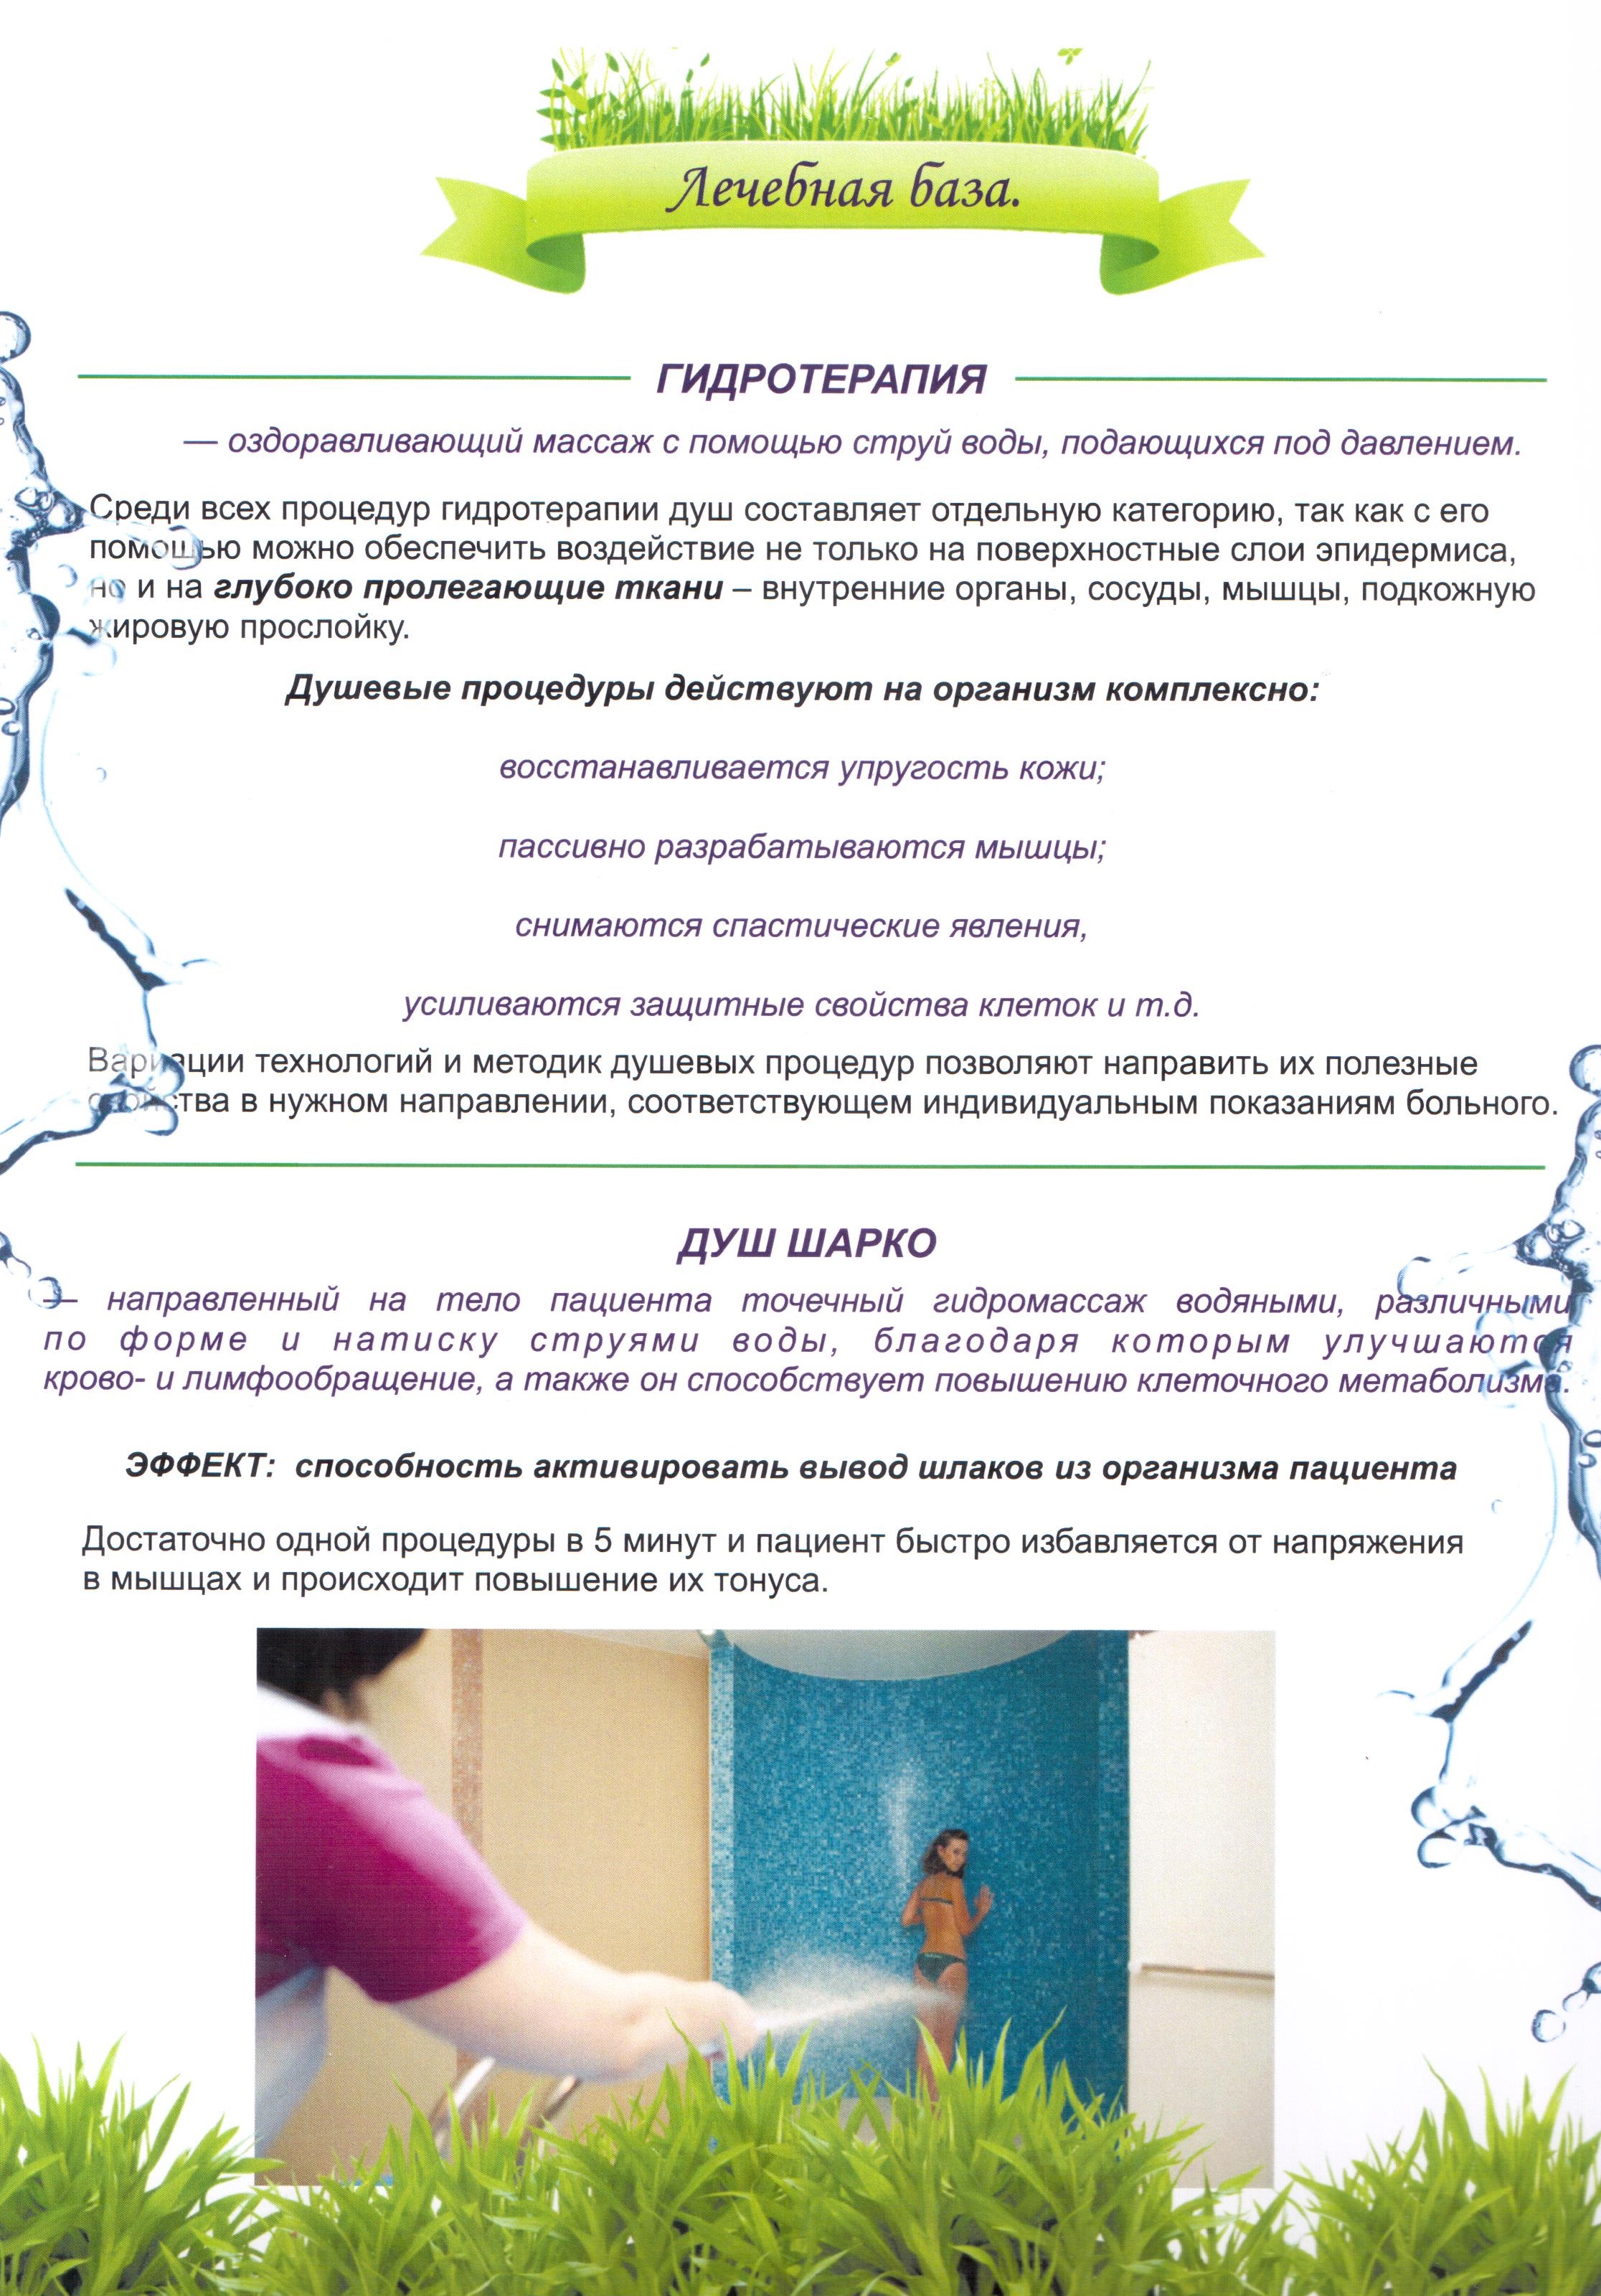 Лечебная база.
ГИДРОТЕРАПИЯ
— оздоравливающий массаж с помощью струй воды, подающихся под давлением.
Среди всех процедур гидротерапии душ составляет отдельную категорию, так как с его
помощью можно обеспечить воздействие не только на поверхностные слои эпидермиса,
но и на глубоко пролегающие ткани – внутренние органы, сосуды, мышцы, подкожную
жировую прослойку.
Душевые процедуры действуют на организм комплексно:
восстанавливается упругость кожи;
пассивно разрабатываются мышцы;
снимаются спастические явления,
усиливаются защитные свойства клеток и т.д.
Вариации технологий и методик душевых процедур позволяют направить их полезные
свойства в нужном направлении, соответствующем индивидуальным показаниям больного.
ДУШ ШАРКО
— направленный на тело пациента точечный гидромассаж водяными, различными
по форме и натиску струями воды, благодаря которым улучшаются
крово- и лимфообращение, а также он способствует повышению клеточного метаболизма.
ЭФФЕКТ: способность активировать вывод шлаков из организма пациента
Достаточно одной процедуры в 5 минут и пациент быстро избавляется от напряжения
в мышцах и происходит повышение их тонуса.